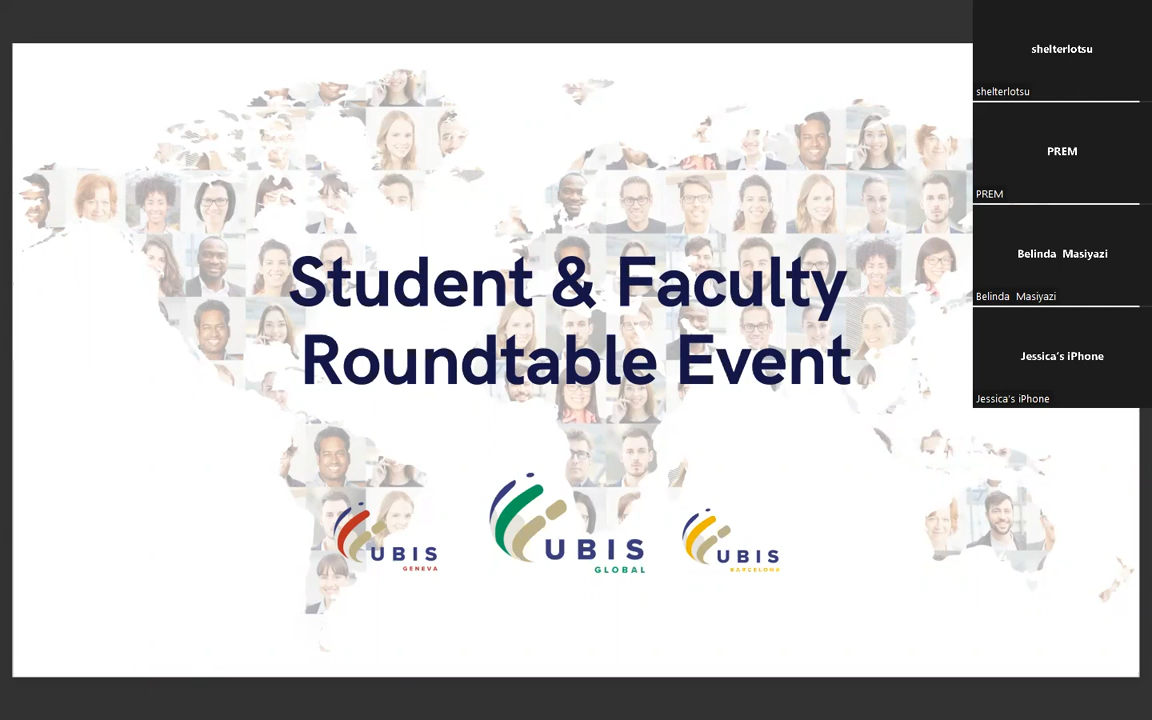 Student & Faculty
Roundtable Event
UBIS
GENEVA
UBIS
GLOBAL
UBIS
BARCELONA
shelterlotsu
shelterlotsu
PREM
PREM
Belinda Masiyazi
Belinda Masiyazi
Jessica's iPhone
Jessica's iPhone